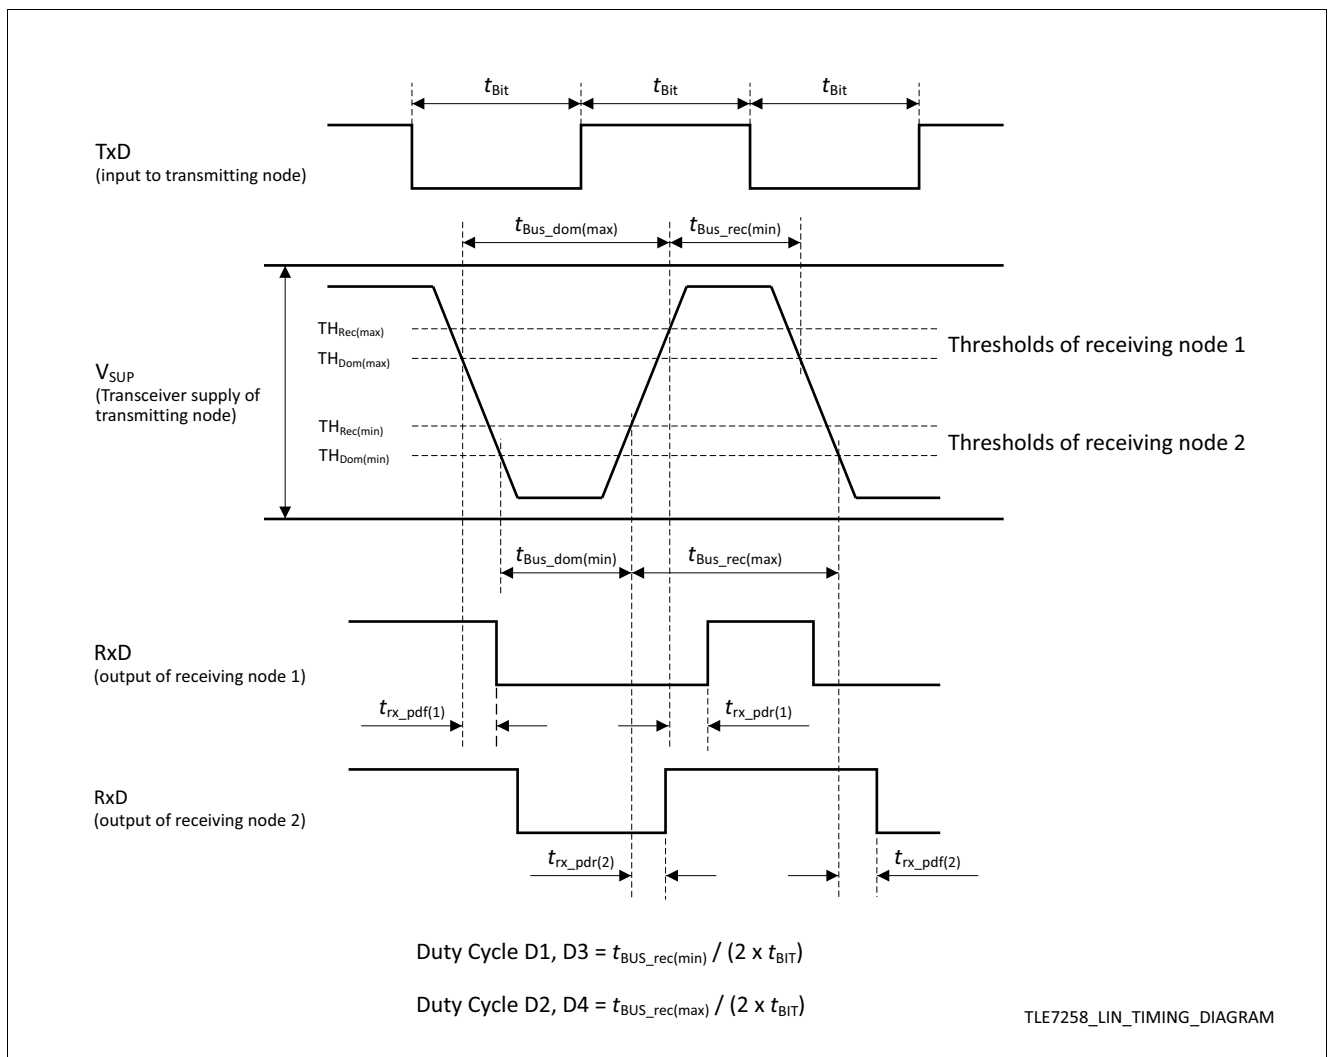 tBit tBit tBit
TxD
(input to transmitting node)
tBus_dom(max) tBus_rec(min)
THRec(max)
THDom(max)
Thresholds of receiving node 1
VSUP
(Transceiver supply of
transmitting node)
THRec(min)
THDom(min)
Thresholds of receiving node 2
tBus_dom(min) tBus_rec(max)
RxD
(output of receiving node 1)
trx_pdf(1) trx_pdr(1)
RxD
(output of receiving node 2)
trx_pdr(2) trx_pdf(2)
Duty Cycle D1, D3 = tBUS_rec(min) / (2 x tBIT)
Duty Cycle D2, D4 = tBUS_rec(max) / (2 x tBIT)
TLE7258_LIN_TIMING_DIAGRAM